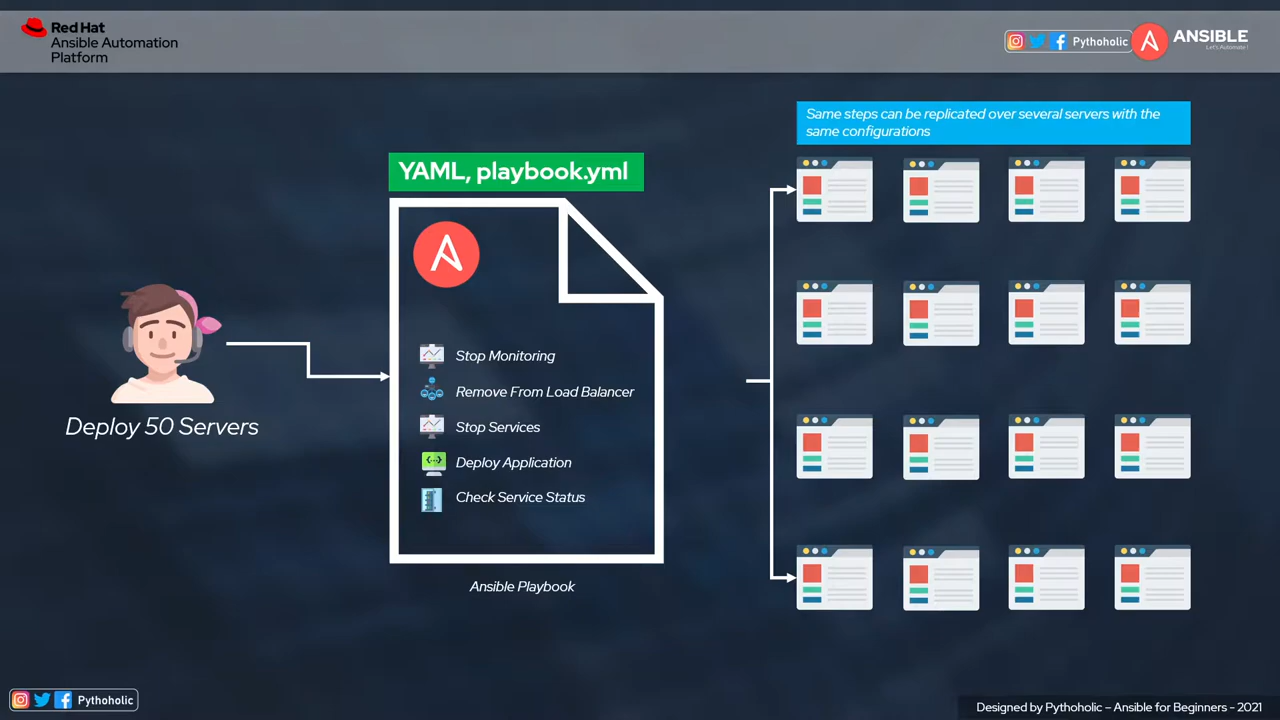 Red Hat
Ansible Automation
Platform
Pythoholic
ANSIBLE
Let's Automate !
Same steps can be replicated over several servers with the
same configurations
YAML, playbook.yml
Stop Monitoring
Remove From Load Balancer
Stop Services
Deploy Application
Check Service Status
Deploy 50 Servers
Ansible Playbook
Pythoholic
Designed by Pythoholic – Ansible for Beginners - 2021